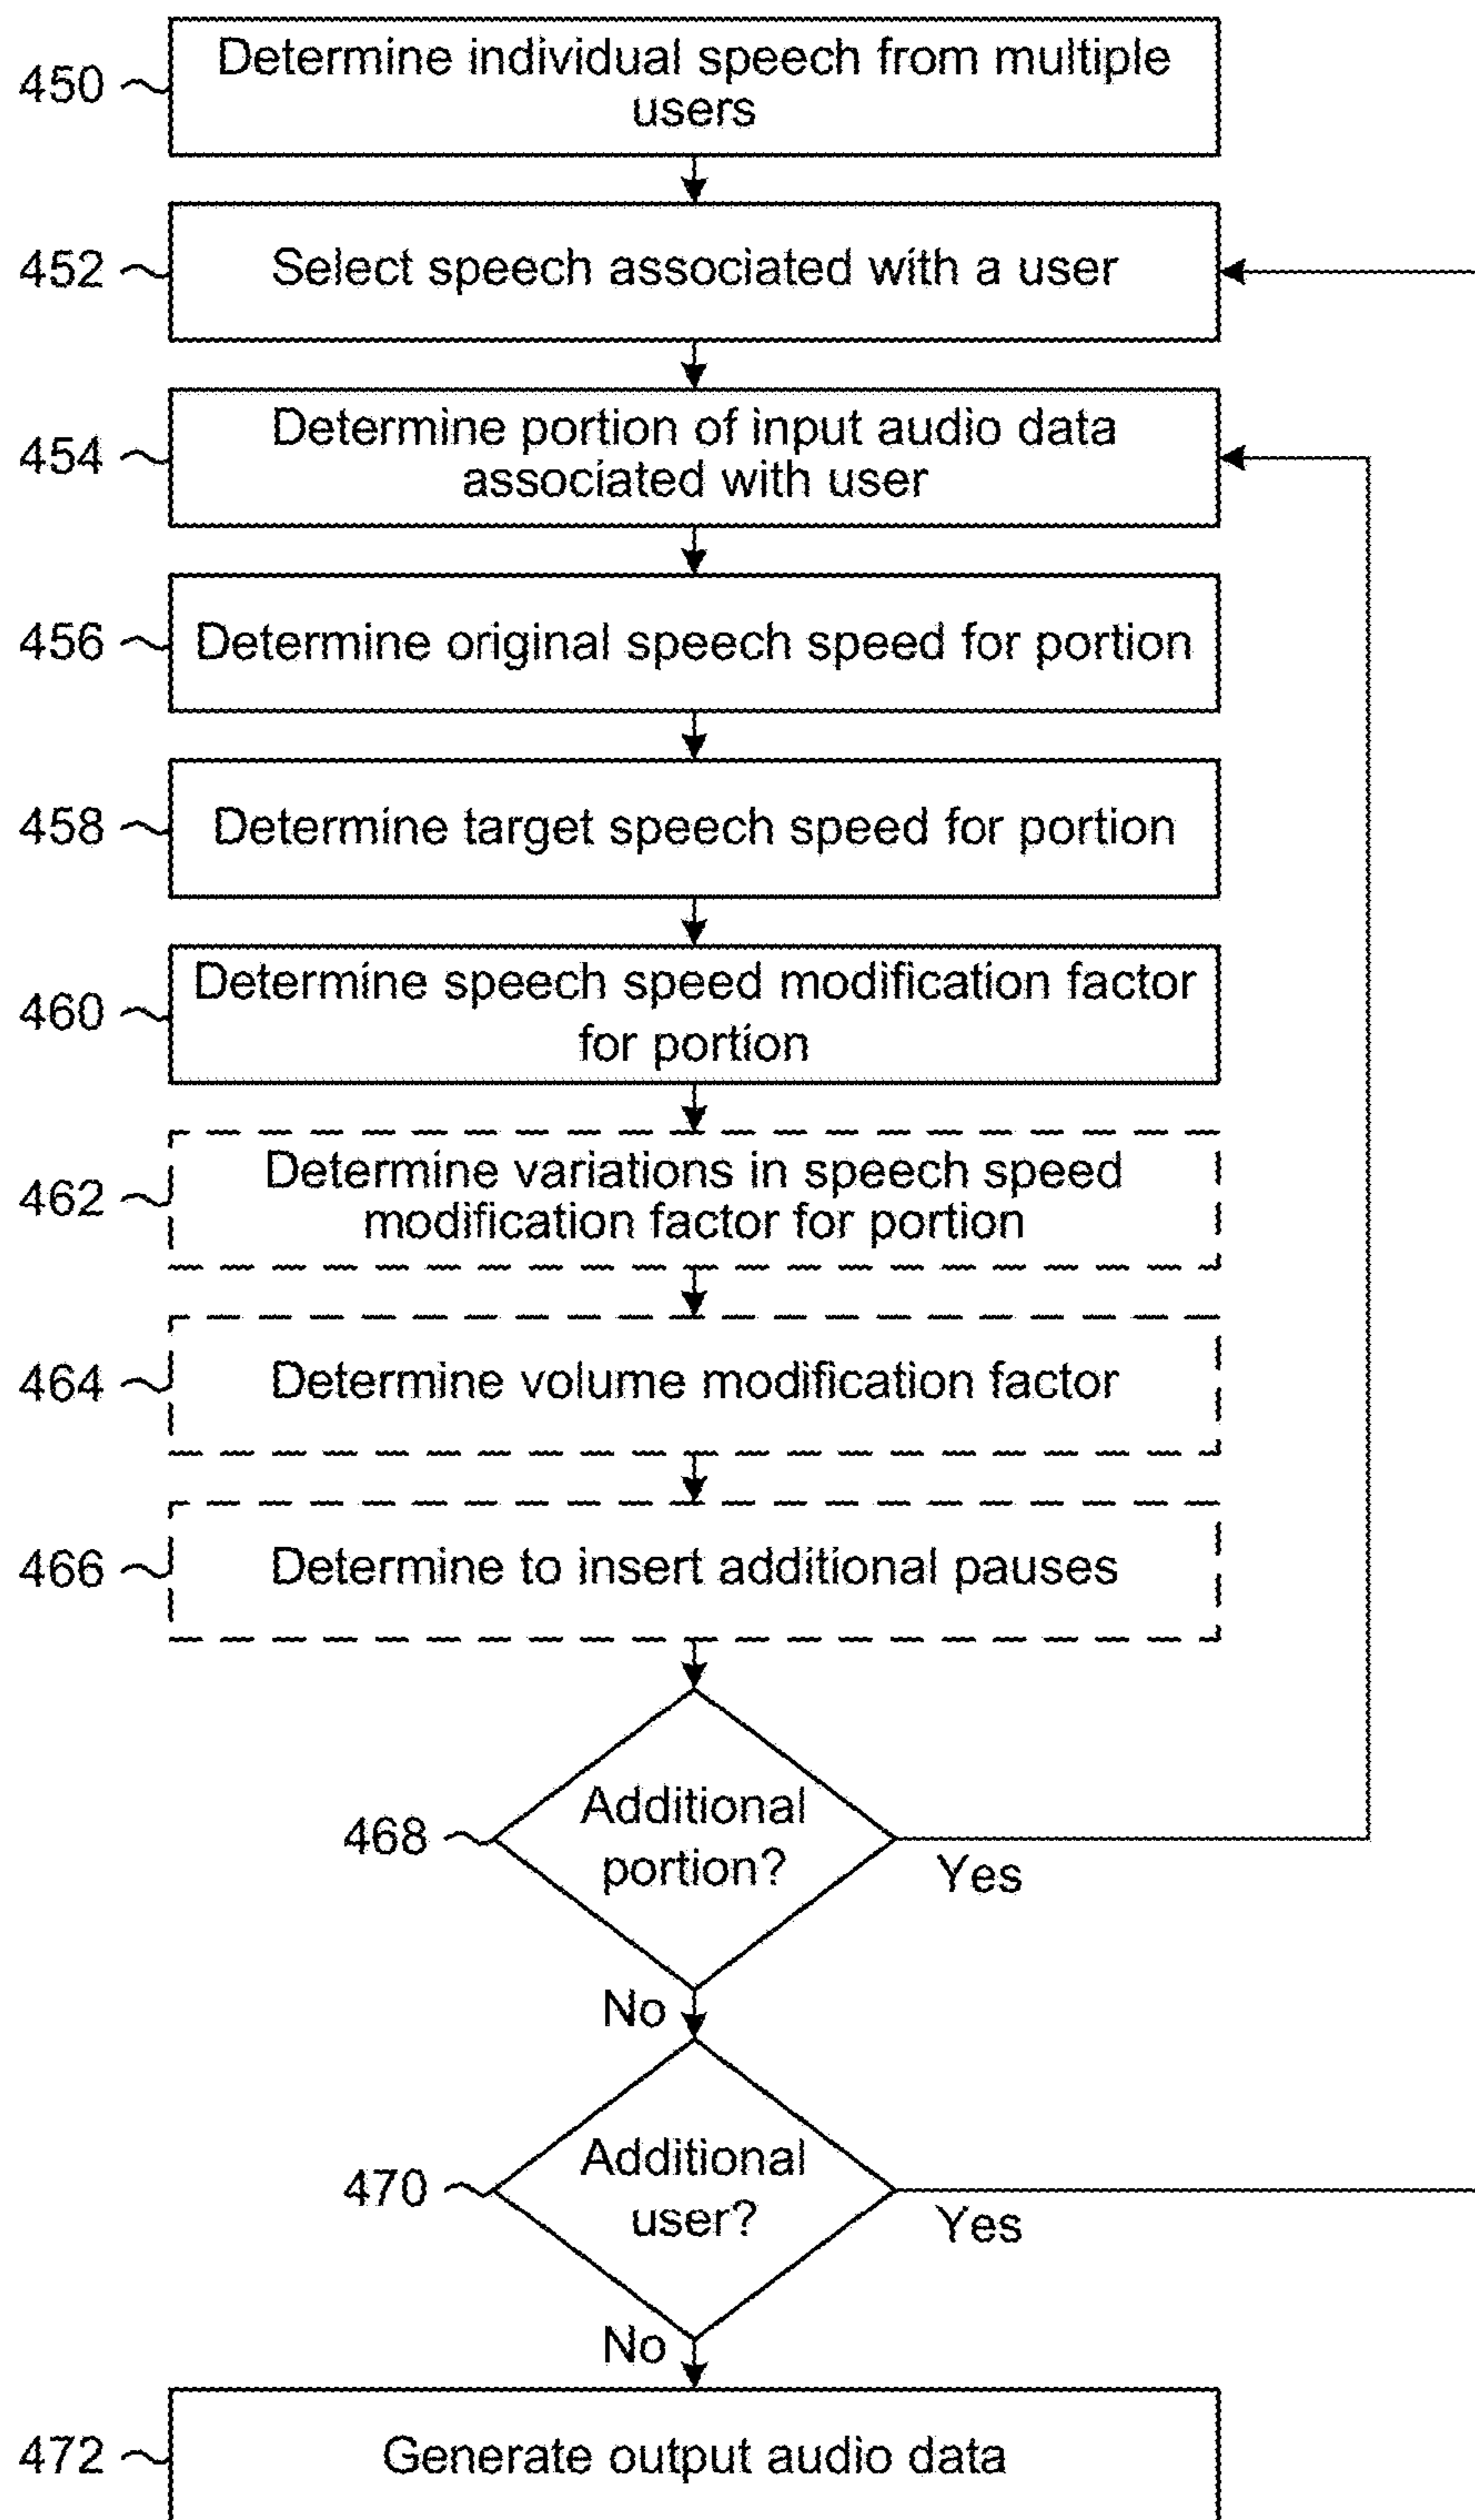 450
Determine individual speech from multiple
users
452
Select speech associated with a user
454
Determine portion of input audio data
associated with user
456
Determine original speech speed for portion
458
Determine target speech speed for portion
460
Determine speech speed modification factor
for portion
462
Determine variations in speech speed
modification factor for portion
464
Determine volume modification factor
466
Determine to insert additional pauses
468
Additional
portion?
Yes
No
470
Additional
user?
Yes
No
472
Generate output audio data